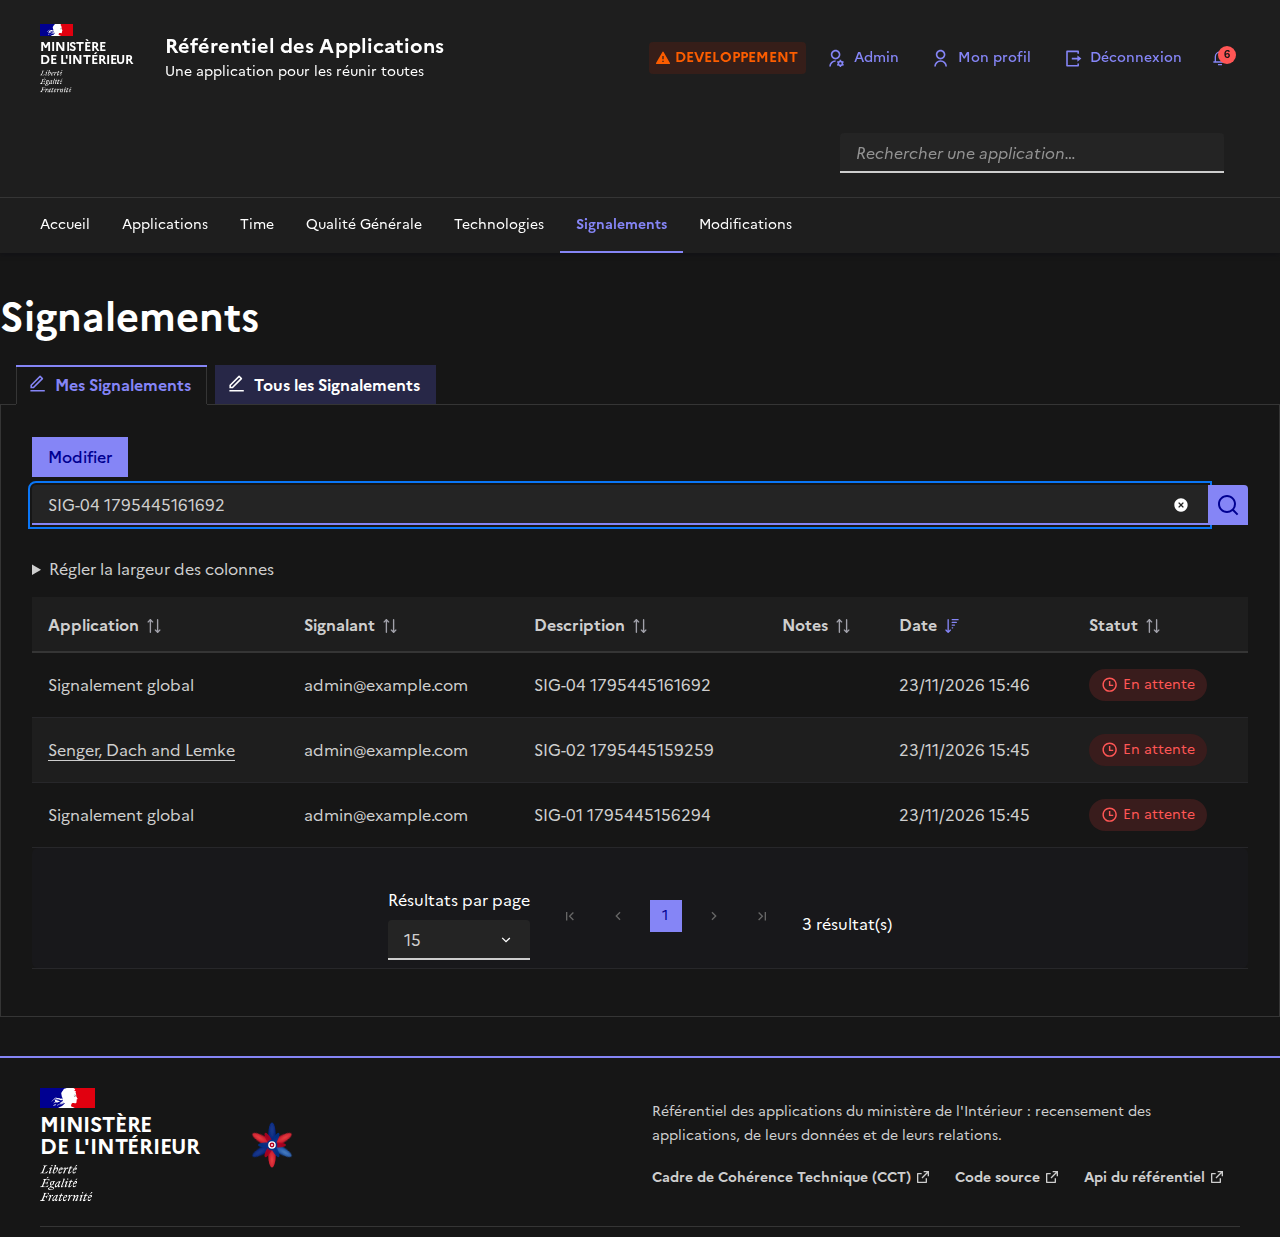 MINISTÈRE
DE L'INTÉRIEUR
Liberté
Égalité
Fraternité
Référentiel des Applications
Une application pour les réunir toutes
DEVELOPPEMENT
Admin
Mon profil
Déconnexion
6
Rechercher une application…
Accueil
Applications
Time
Qualité Générale
Technologies
Signalements
Modifications
Signalements
Mes Signalements
Tous les Signalements
Modifier
SIG-04 1795445161692
Régler la largeur des colonnes
Application Signalant Description Notes Date Statut
Signalement global admin@example.com SIG-04 1795445161692 23/11/2026 15:46 En attente
Senger, Dach and Lemke admin@example.com SIG-02 1795445159259 23/11/2026 15:45 En attente
Signalement global admin@example.com SIG-01 1795445156294 23/11/2026 15:45 En attente
Résultats par page
15
1
3 résultat(s)
MINISTÈRE
DE L'INTÉRIEUR
Liberté
Égalité
Fraternité
Référentiel des applications du ministère de l'Intérieur : recensement des
applications, de leurs données et de leurs relations.
Cadre de Cohérence Technique (CCT)
Code source
Api du référentiel